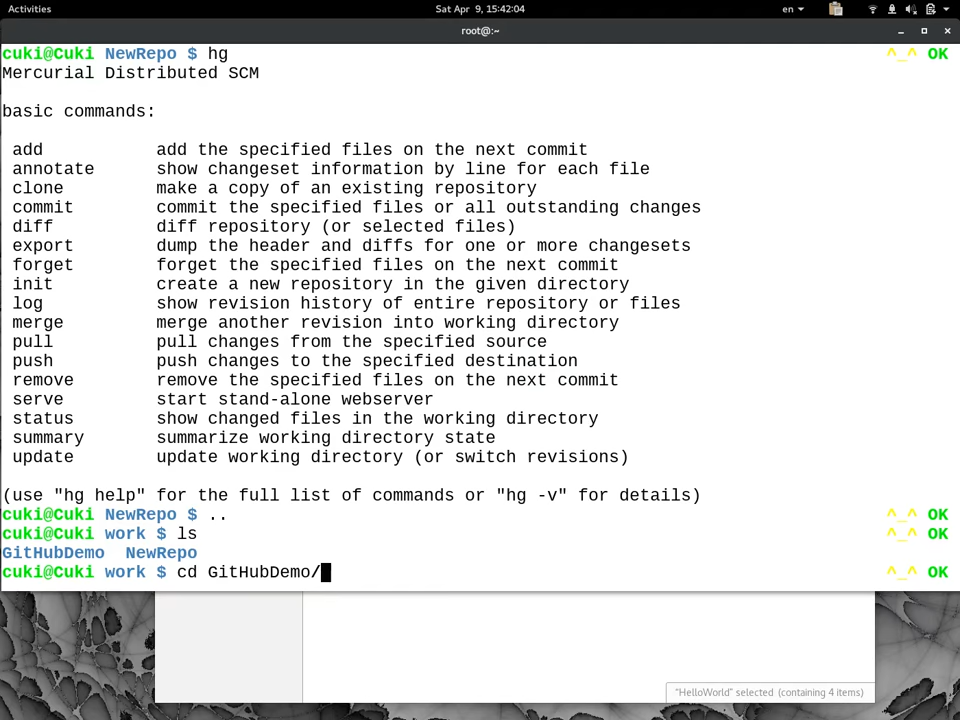 Activities Sat Apr 9, 15:42:04 en
root@:~
cuki@Cuki NewRepo $ hg ^_^ OK
Mercurial Distributed SCM
basic commands:
add add the specified files on the next commit
annotate show changeset information by line for each file
clone make a copy of an existing repository
commit commit the specified files or all outstanding changes
diff diff repository (or selected files)
export dump the header and diffs for one or more changesets
forget forget the specified files on the next commit
init create a new repository in the given directory
log show revision history of entire repository or files
merge merge another revision into working directory
pull pull changes from the specified source
push push changes to the specified destination
remove remove the specified files on the next commit
serve start stand-alone webserver
status show changed files in the working directory
summary summarize working directory state
update update working directory (or switch revisions)
(use "hg help" for the full list of commands or "hg -v" for details)
cuki@Cuki NewRepo $ .. ^_^ OK
cuki@Cuki work $ ls ^_^ OK
GitHubDemo NewRepo
cuki@Cuki work $ cd GitHubDemo/ ^_^ OK
"HelloWorld" selected (containing 4 items)